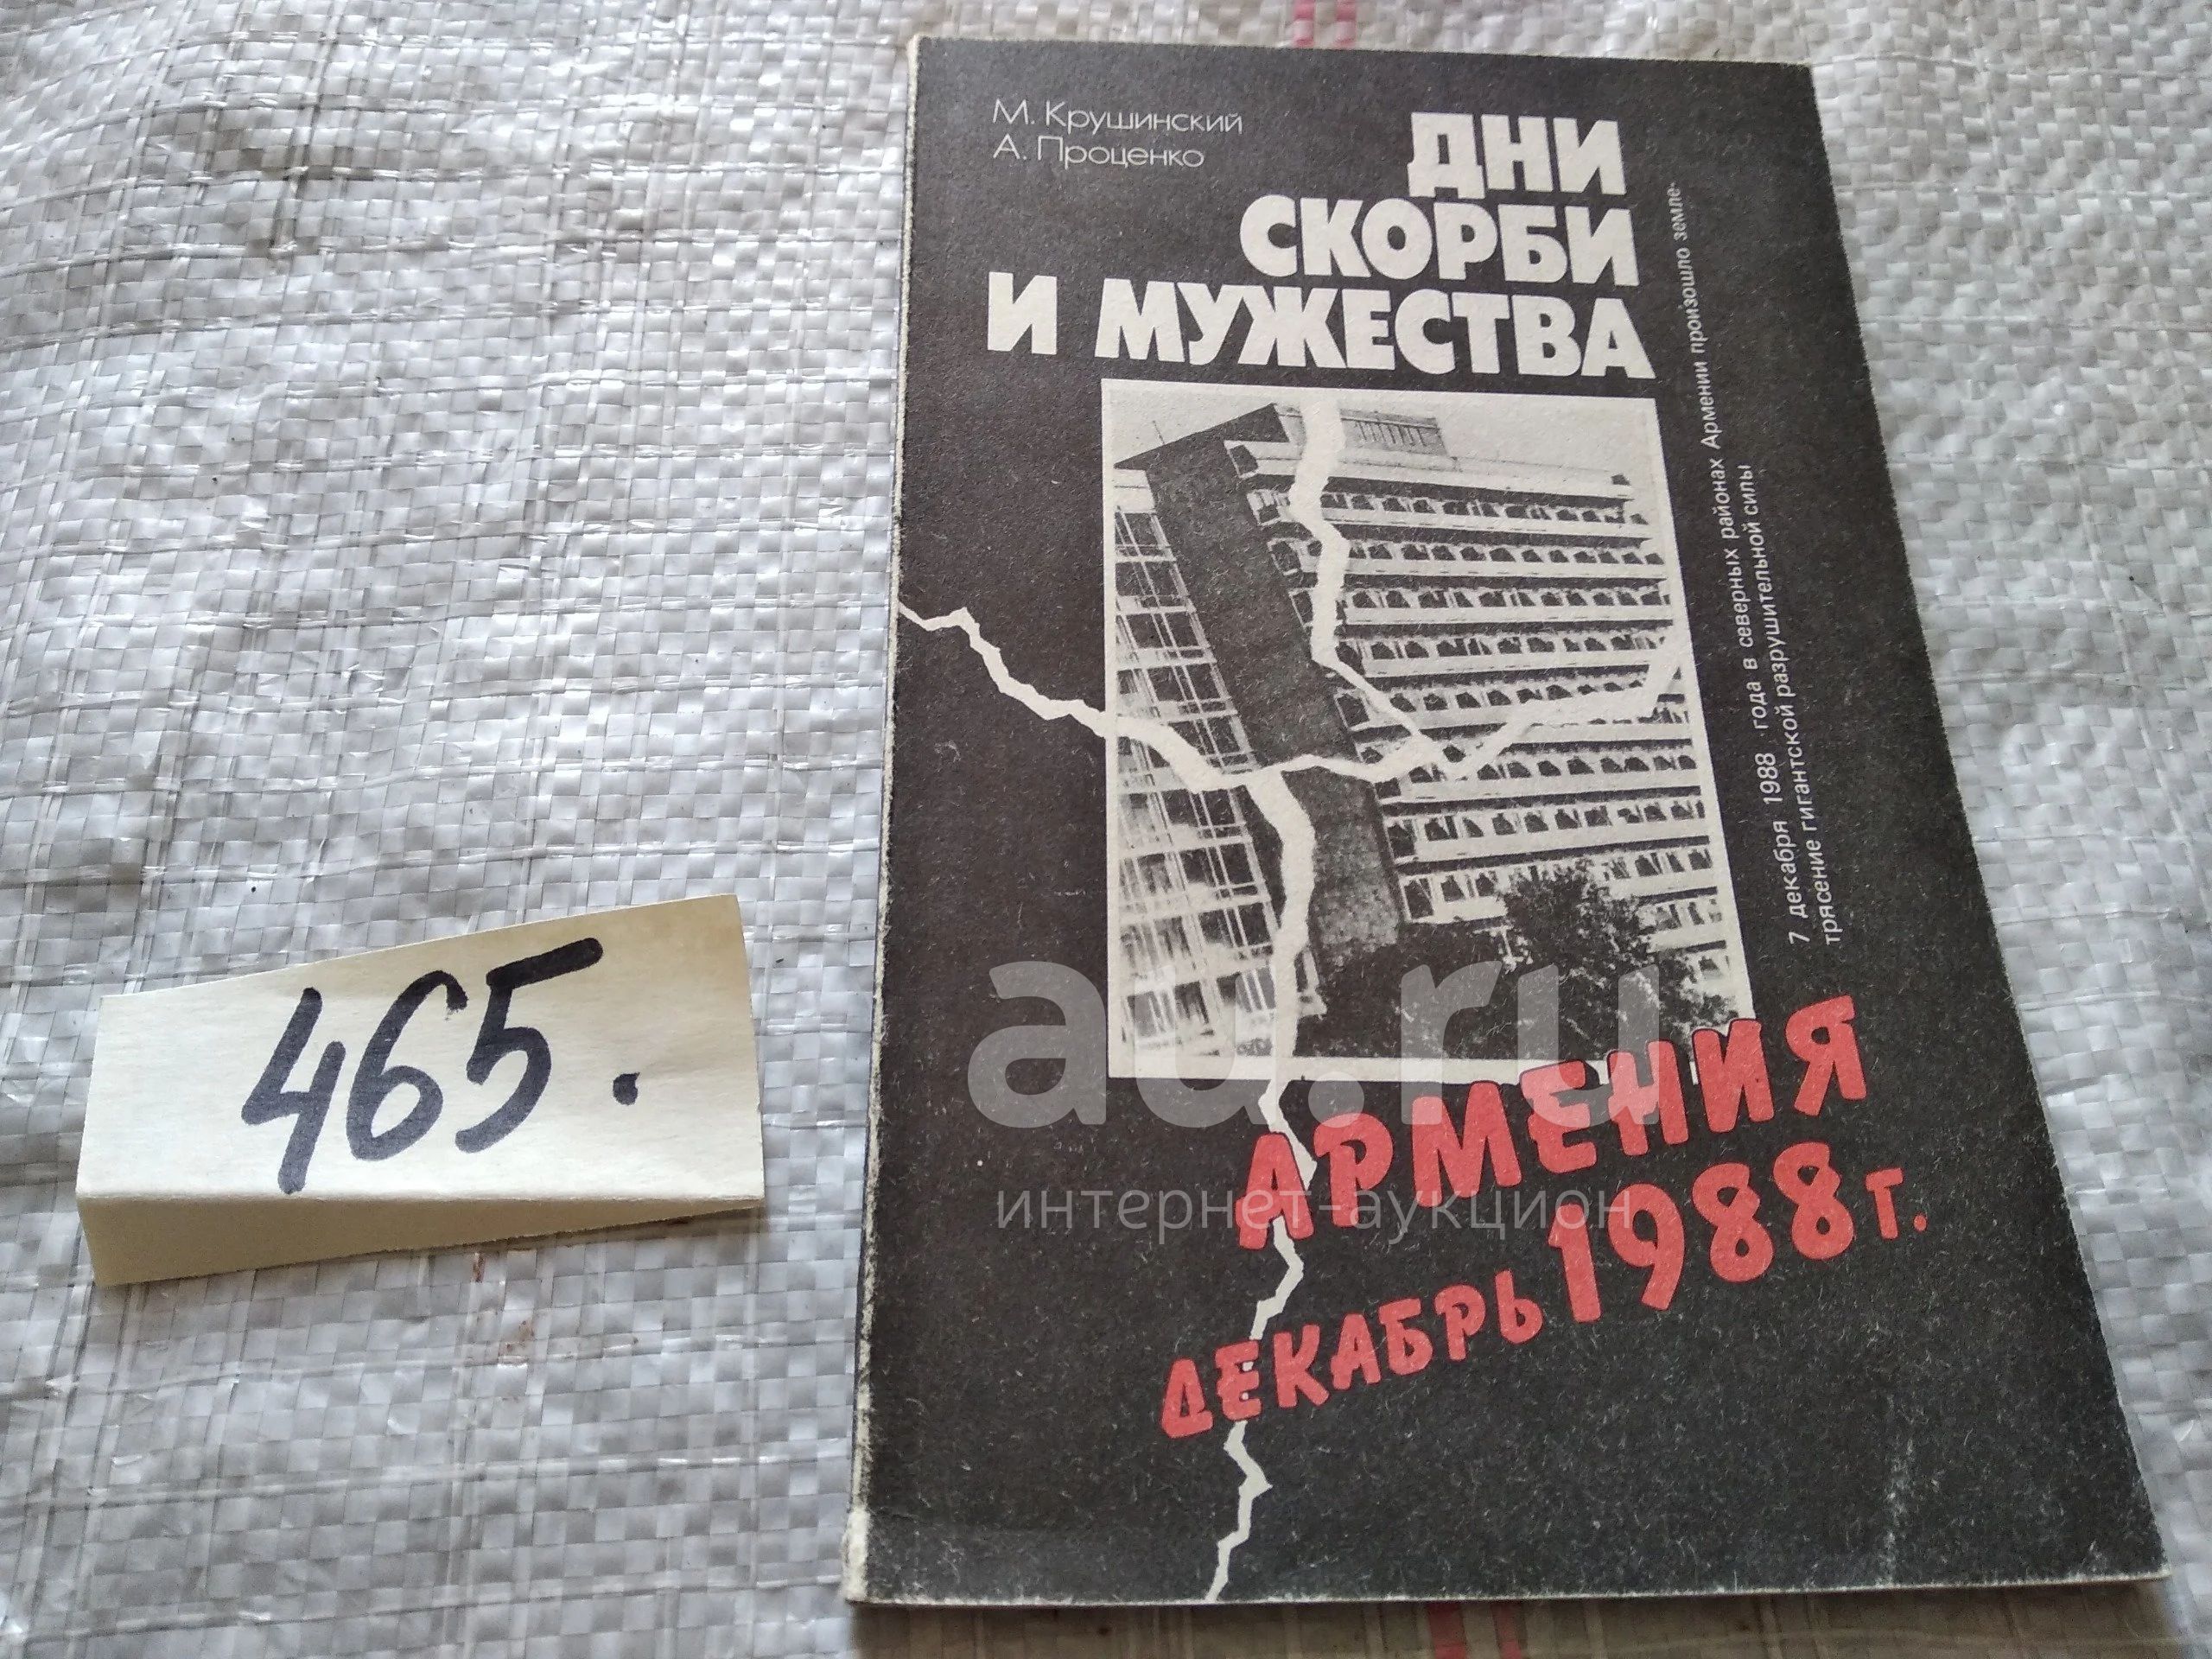 М. Крушинский
А. Проценко
ДНИ
СКОРБИ
И МУЖЕСТВА
7 декабря 1988 года в северных районах Армении произошло земле-
трясение гигантской разрушительной силы
АРМЕНИЯ
ДЕКАБРЬ 1988 г.
465.
au.ru
интернет-аукцион